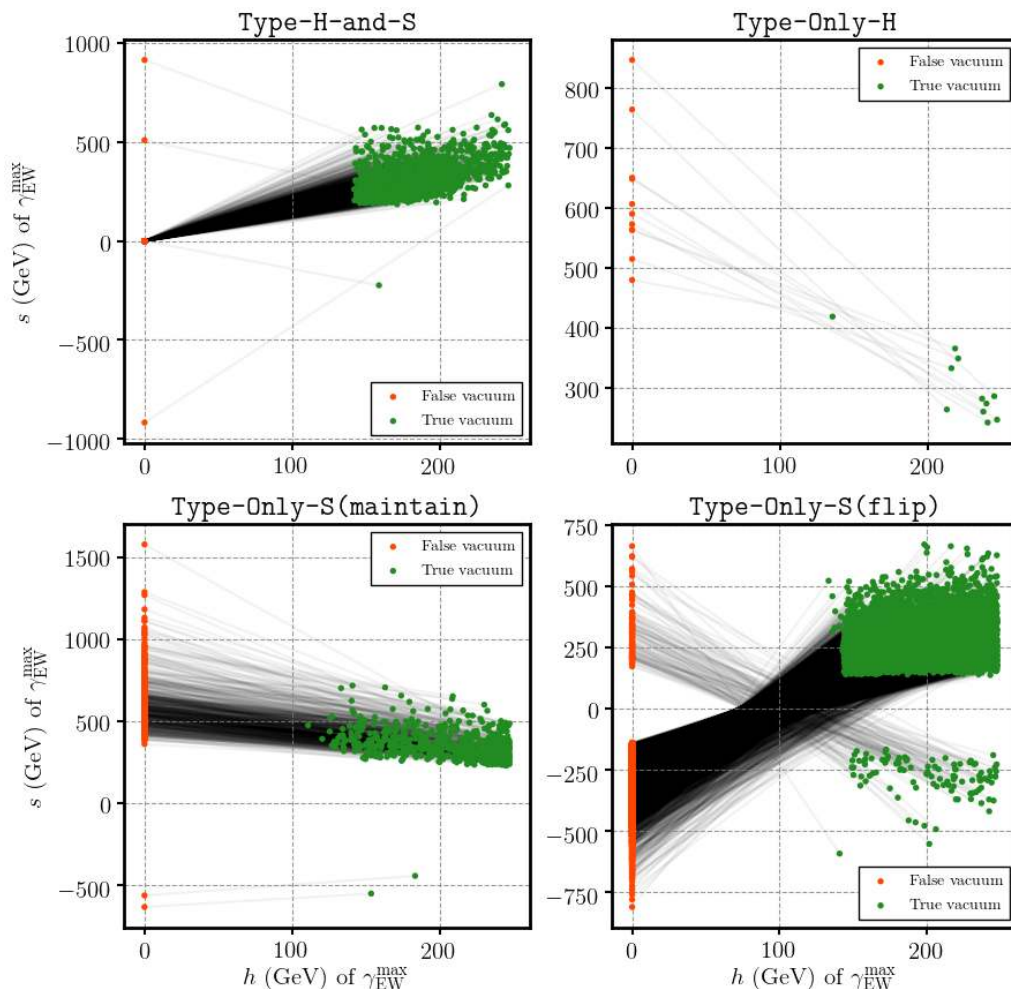 Type-H-and-S
1000
500
0
−500
−1000
0
100
200
s (GeV) of γ_EW^max
False vacuum
True vacuum
Type-Only-H
800
700
600
500
400
300
0
100
200
False vacuum
True vacuum
Type-Only-S(maintain)
1500
1000
500
0
−500
0
100
200
s (GeV) of γ_EW^max
h (GeV) of γ_EW^max
False vacuum
True vacuum
Type-Only-S(flip)
750
500
250
0
−250
−500
−750
0
100
200
h (GeV) of γ_EW^max
False vacuum
True vacuum